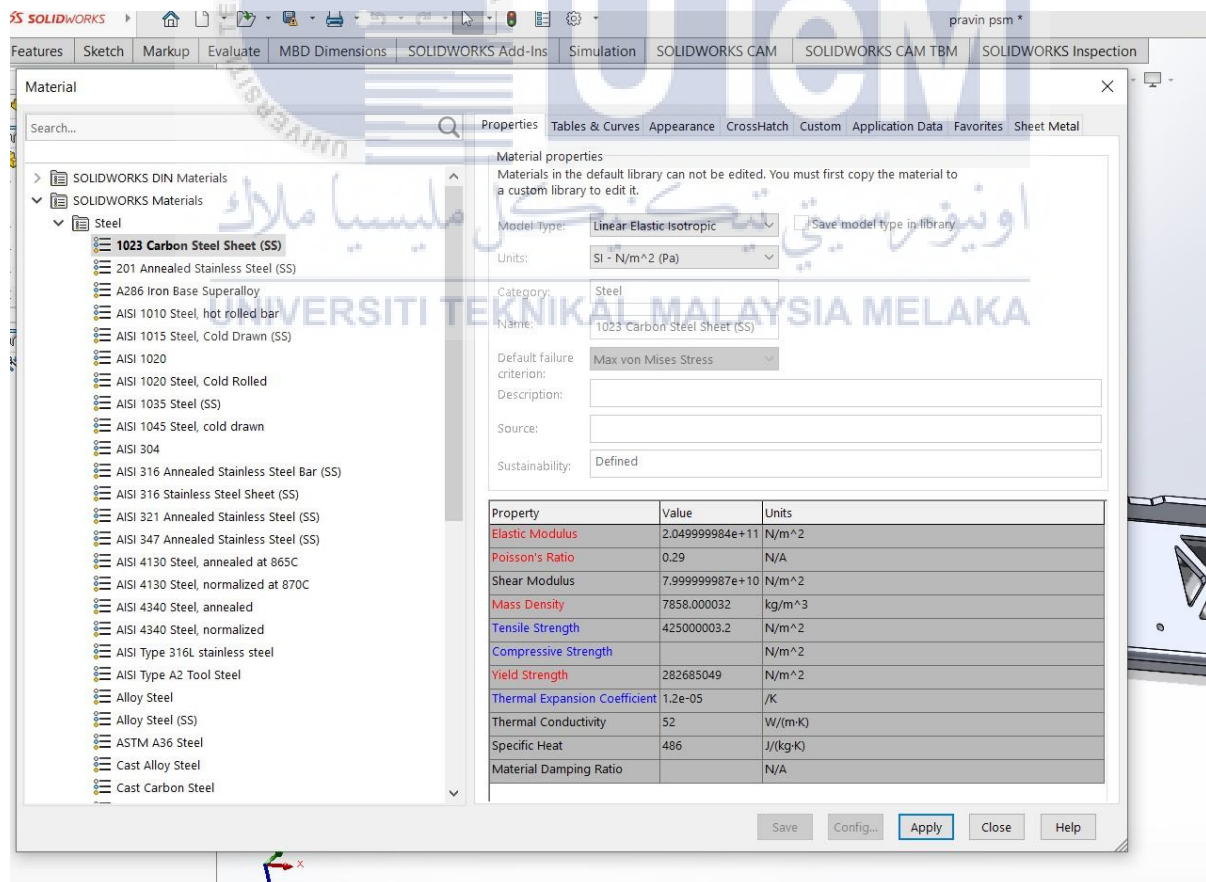 SOLIDWORKS
pravin psm *
Features Sketch Markup Evaluate MBD Dimensions SOLIDWORKS Add-Ins Simulation SOLIDWORKS CAM SOLIDWORKS CAM TBM SOLIDWORKS Inspection
UTeM
Material
Search...
Properties Tables & Curves Appearance CrossHatch Custom Application Data Favorites Sheet Metal
SOLIDWORKS DIN Materials
SOLIDWORKS Materials
Steel
1023 Carbon Steel Sheet (SS)
201 Annealed Stainless Steel (SS)
A286 Iron Base Superalloy
AISI 1010 Steel, hot rolled bar
AISI 1015 Steel, Cold Drawn (SS)
AISI 1020
AISI 1020 Steel, Cold Rolled
AISI 1035 Steel (SS)
AISI 1045 Steel, cold drawn
AISI 304
AISI 316 Annealed Stainless Steel Bar (SS)
AISI 316 Stainless Steel Sheet (SS)
AISI 321 Annealed Stainless Steel (SS)
AISI 347 Annealed Stainless Steel (SS)
AISI 4130 Steel, annealed at 865C
AISI 4130 Steel, normalized at 870C
AISI 4340 Steel, annealed
AISI 4340 Steel, normalized
AISI Type 316L stainless steel
AISI Type A2 Tool Steel
Alloy Steel
Alloy Steel (SS)
ASTM A36 Steel
Cast Alloy Steel
Cast Carbon Steel
Material properties
Materials in the default library can not be edited. You must first copy the material to
a custom library to edit it.
Model Type: Linear Elastic Isotropic Save model type in library
Units: SI - N/m^2 (Pa)
Category: Steel
Name: 1023 Carbon Steel Sheet (SS)
Default failure criterion: Max von Mises Stress
Description:
Source:
Sustainability: Defined
اونيۏرسيتي تيكنيكل مليسيا ملاك
UNIVERSITI TEKNIKAL MALAYSIA MELAKA
Property Value Units
Elastic Modulus 2.049999984e+11 N/m^2
Poisson's Ratio 0.29 N/A
Shear Modulus 7.999999987e+10 N/m^2
Mass Density 7858.000032 kg/m^3
Tensile Strength 425000003.2 N/m^2
Compressive Strength N/m^2
Yield Strength 282685049 N/m^2
Thermal Expansion Coefficient 1.2e-05 /K
Thermal Conductivity 52 W/(m·K)
Specific Heat 486 J/(kg·K)
Material Damping Ratio N/A
Save Config... Apply Close Help
x